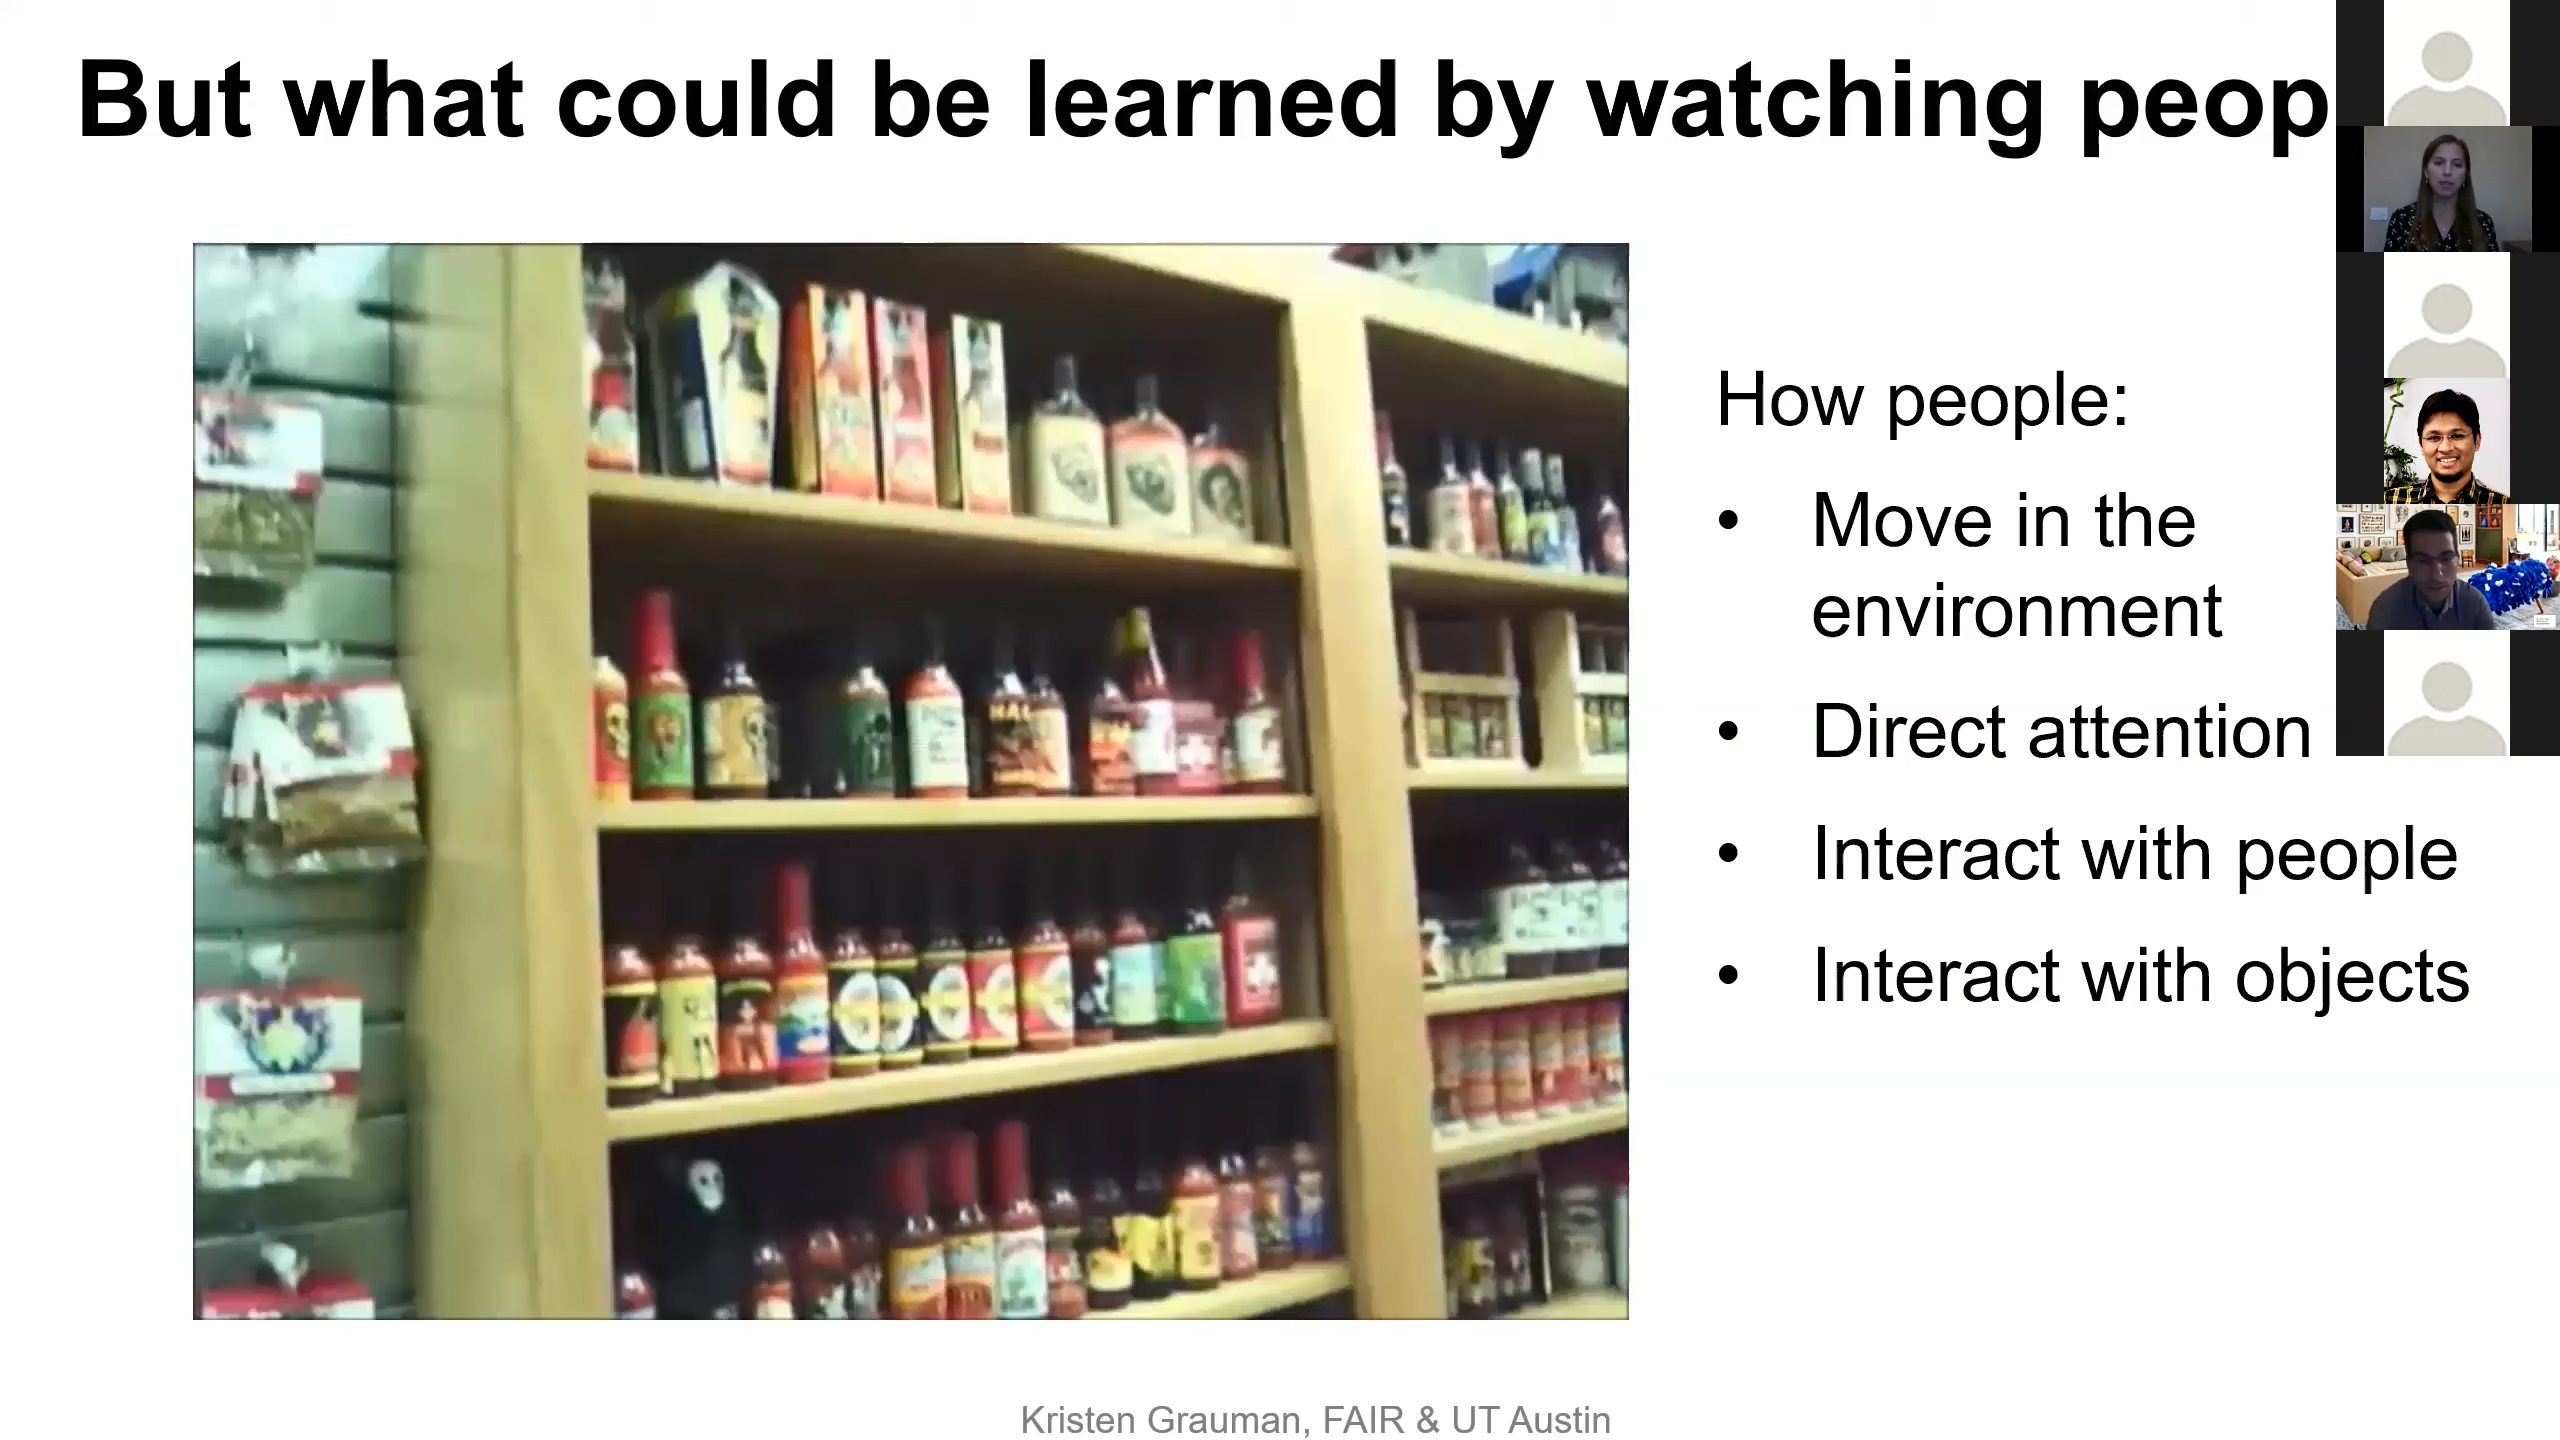 But what could be learned by watching peop
How people:
• Move in the
environment
• Direct attention
• Interact with people
• Interact with objects
Kristen Grauman, FAIR & UT Austin